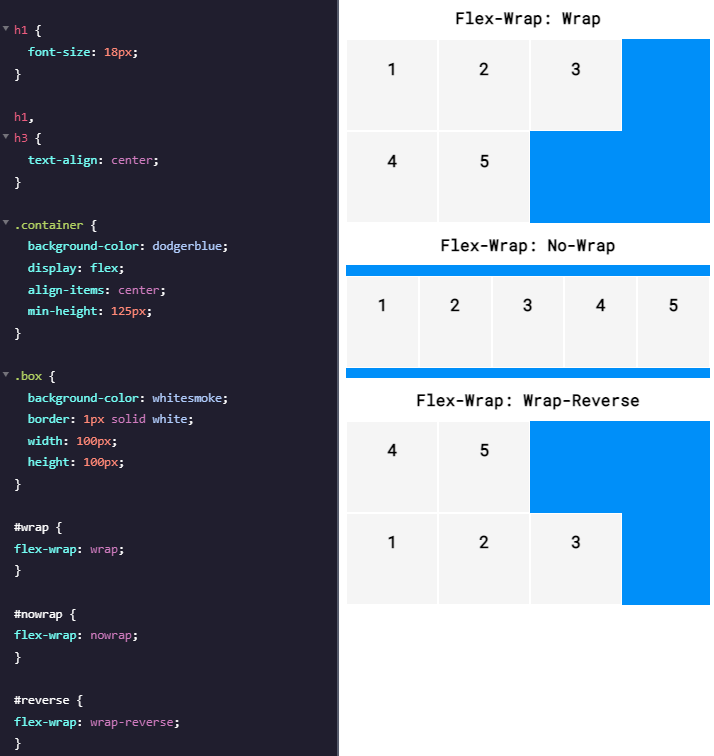 h1 {
font-size: 18px;
}
h1,
h3 {
text-align: center;
}
.container {
background-color: dodgerblue;
display: flex;
align-items: center;
min-height: 125px;
}
.box {
background-color: whitesmoke;
border: 1px solid white;
width: 100px;
height: 100px;
}
#wrap {
flex-wrap: wrap;
}
#nowrap {
flex-wrap: nowrap;
}
#reverse {
flex-wrap: wrap-reverse;
}
Flex-Wrap: Wrap
1 2 3
4 5
Flex-Wrap: No-Wrap
1 2 3 4 5
Flex-Wrap: Wrap-Reverse
4 5
1 2 3